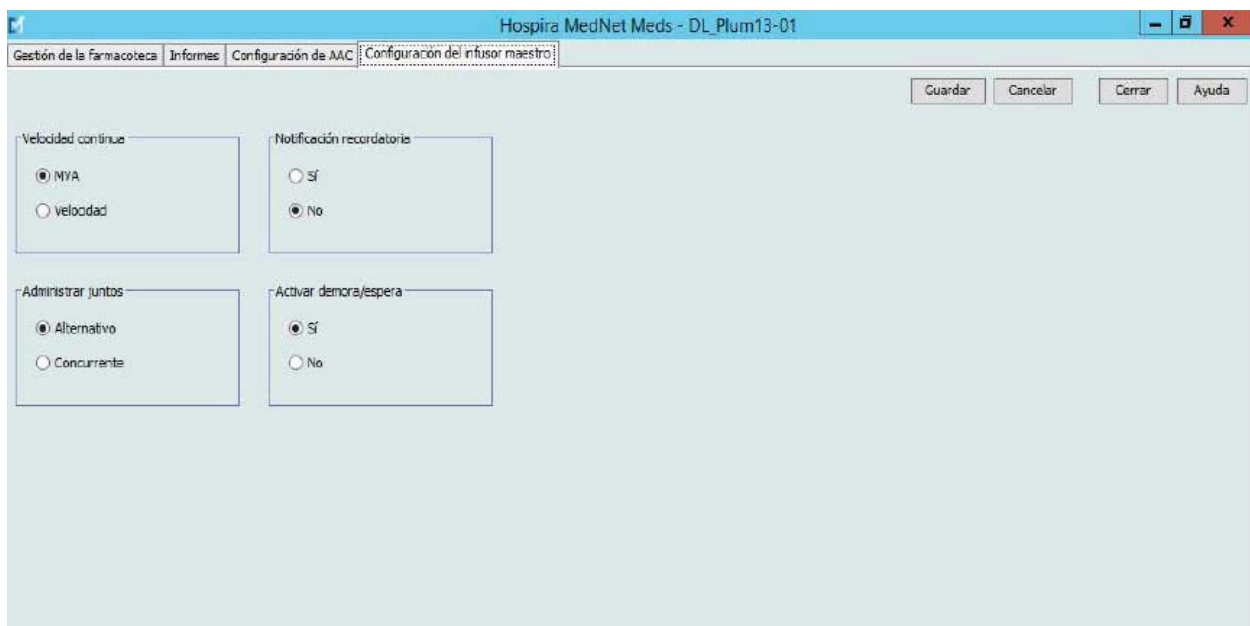 Hospira MedNet Meds - DL_Plum13-01
Gestión de la farmacoteca Informes Configuración de AAC Configuración del infusor maestro
Guardar Cancelar Cerrar Ayuda
Velocidad continua Notificación recordatoria
MVA Sí
Velocidad No
Administrar juntos Activar demora/espera
Alternativo Sí
Concurrente No